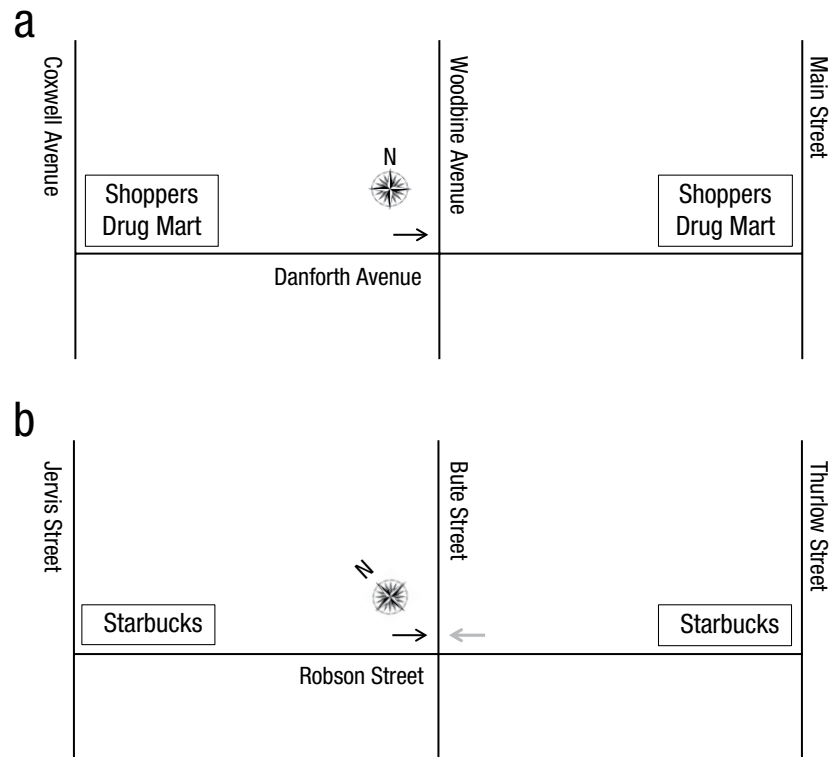 a
Coxwell Avenue
Woodbine Avenue
Main Street
N
Shoppers
Drug Mart
Shoppers
Drug Mart
Danforth Avenue
b
Jervis Street
Bute Street
Thurlow Street
N
Starbucks
Starbucks
Robson Street